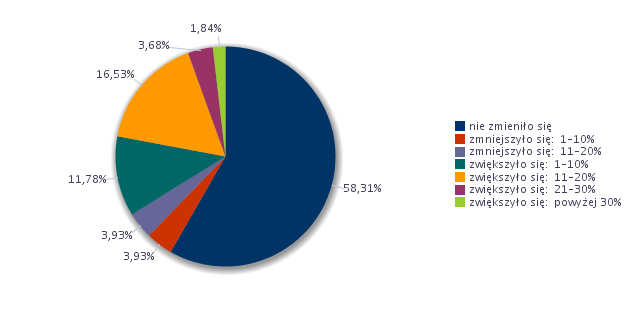 1,84%
3,68%
16,53%
11,78%
3,93%
3,93%
58,31%
nie zmieniło się
zmniejszyło się: 1-10%
zmniejszyło się: 11-20%
zwiększyło się: 1-10%
zwiększyło się: 11-20%
zwiększyło się: 21-30%
zwiększyło się: powyżej 30%